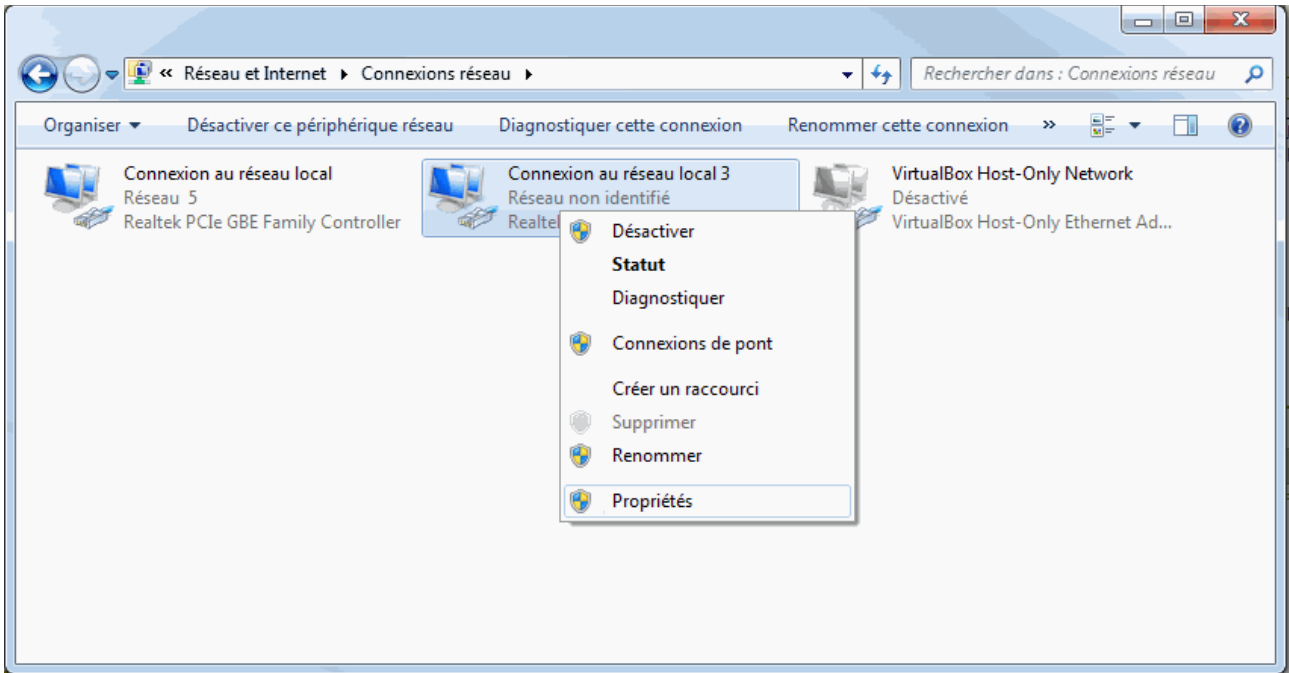 « Réseau et Internet ▸ Connexions réseau ▸
Rechercher dans : Connexions réseau
Organiser ▼ Désactiver ce périphérique réseau Diagnostiquer cette connexion Renommer cette connexion »
Connexion au réseau local
Réseau 5
Realtek PCIe GBE Family Controller
Connexion au réseau local 3
Réseau non identifié
VirtualBox Host-Only Network
Désactivé
VirtualBox Host-Only Ethernet Ad...
Désactiver
Statut
Diagnostiquer
Connexions de pont
Créer un raccourci
Supprimer
Renommer
Propriétés